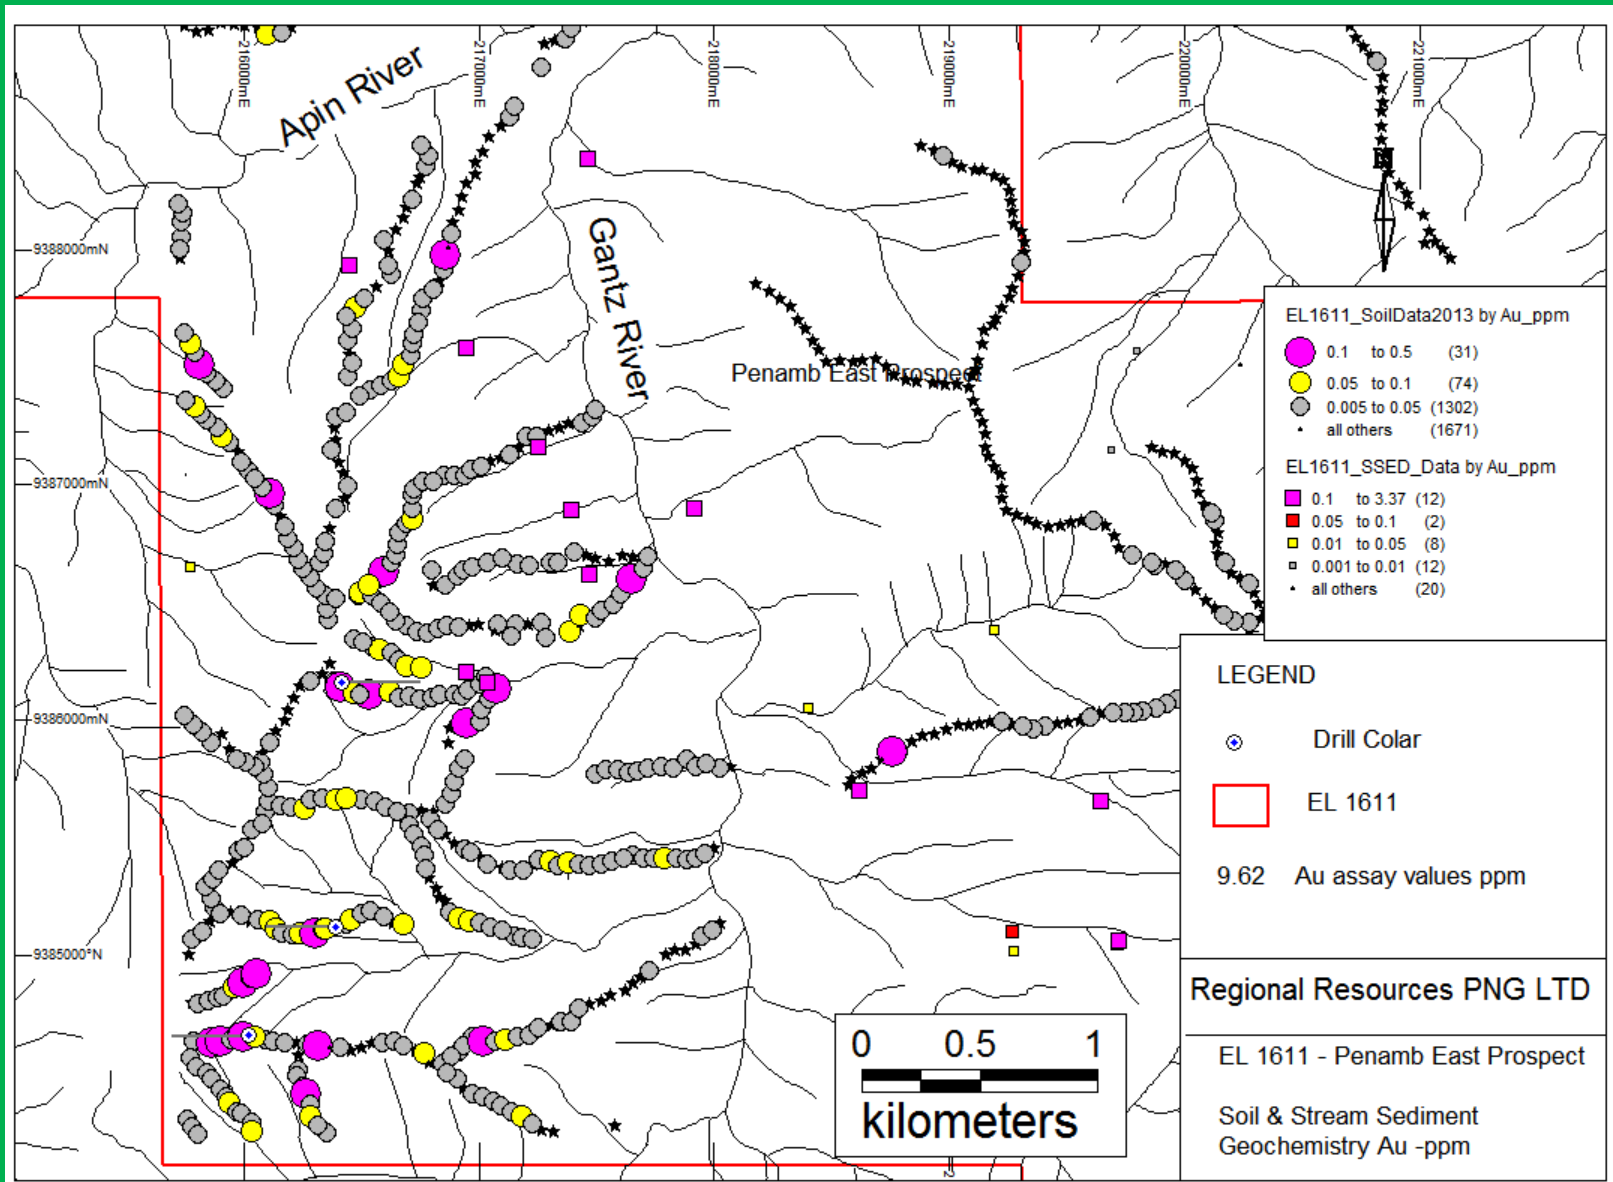 216000mE
217000mE
218000mE
219000mE
220000mE
221000mE
Apin River
N
Gantz River
9388000mN
Penamb East Prospect
9387000mN
9386000mN
9385000°N
EL1611_SoilData2013 by Au_ppm
0.1 to 0.5 (31)
0.05 to 0.1 (74)
0.005 to 0.05 (1302)
all others (1671)
EL1611_SSED_Data by Au_ppm
0.1 to 3.37 (12)
0.05 to 0.1 (2)
0.01 to 0.05 (8)
0.001 to 0.01 (12)
all others (20)
LEGEND
Drill Colar
EL 1611
9.62 Au assay values ppm
Regional Resources PNG LTD
EL 1611 - Penamb East Prospect
Soil & Stream Sediment
Geochemistry Au -ppm
0 0.5 1
kilometers